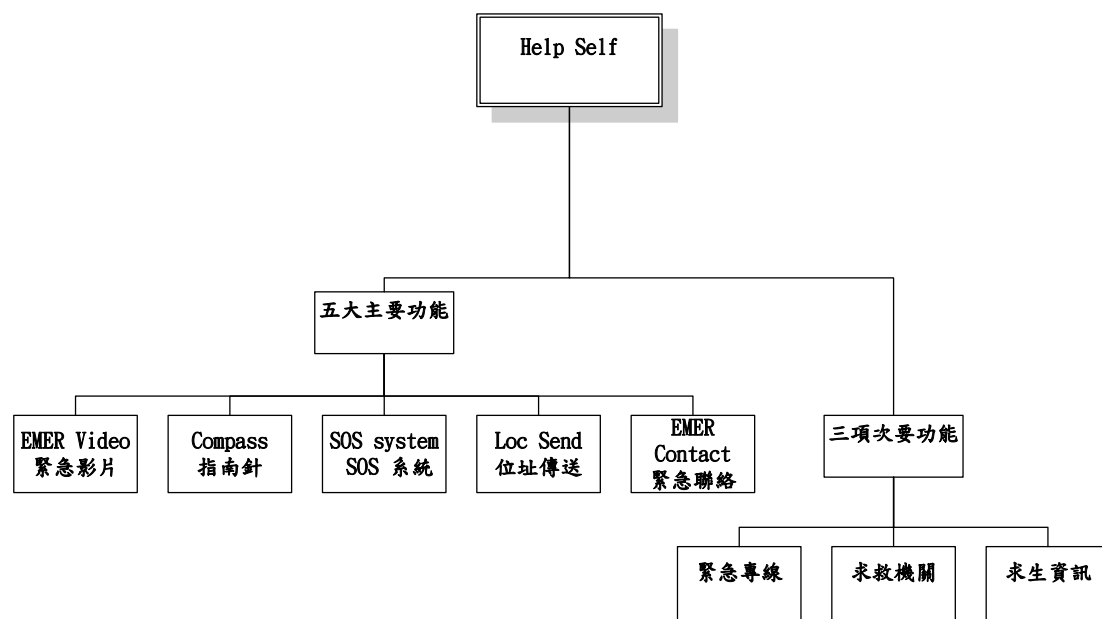 Help Self
五大主要功能
EMER Video
緊急影片
Compass
指南針
SOS system
SOS 系統
Loc Send
位址傳送
EMER
Contact
緊急聯絡
三項次要功能
緊急專線
求救機關
求生資訊